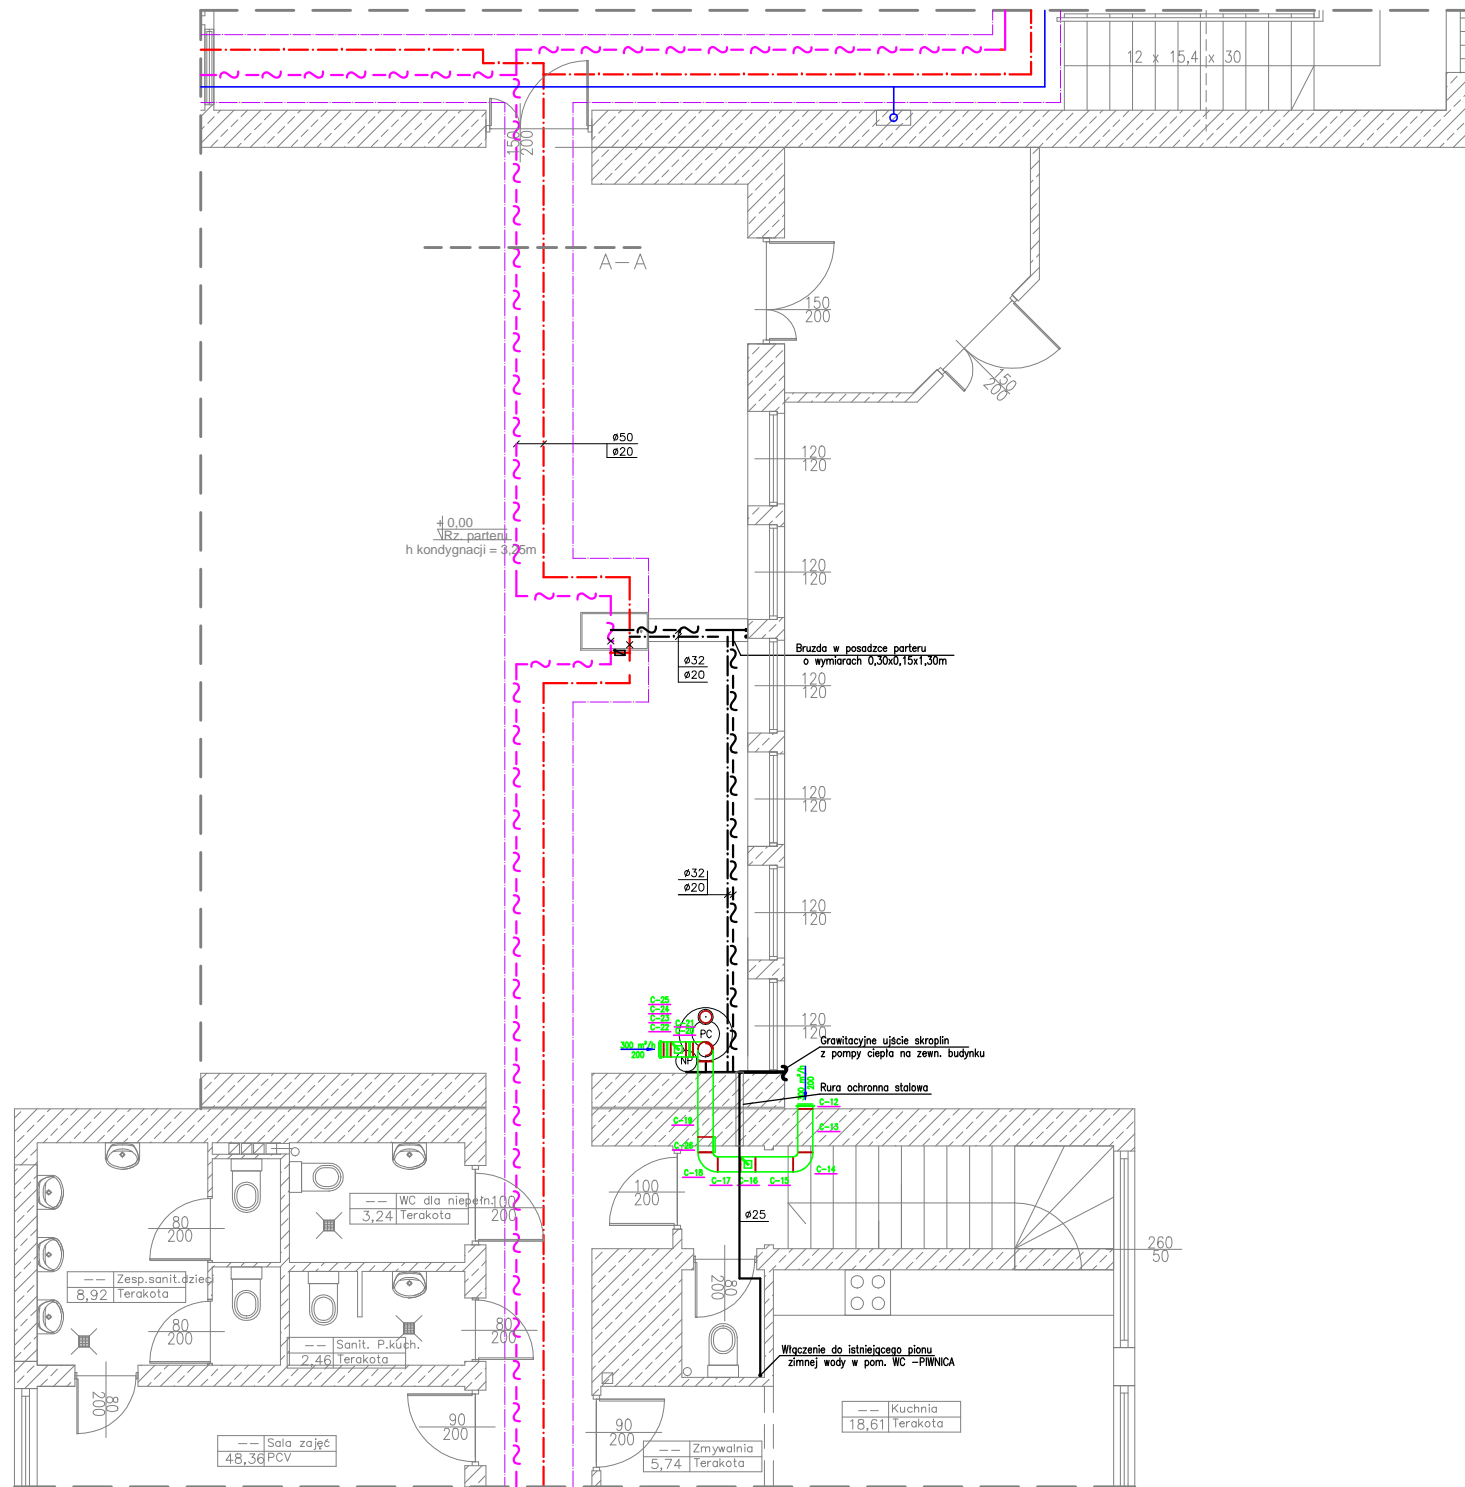 12 x 15,4 x 30
150
200
A-A
150
200
150
200
ø50
ø20
120
120
+0,00
Rz. parteru
h kondygnacji = 3,25m
120
120
Bruzda w posadzce parteru
o wymiarach 0,30x0,15x1,30m
ø32
ø20
120
120
120
120
ø32
ø20
120
120
C-25
C-24
C-23
C-22
C-21
PC
120
120
300 m³/h
200
NP
Grawitacyjne ujście skroplin
z pompy ciepła na zewn. budynku
Rura ochronna stalowa
200
C-12
C-19
C-13
C-18
C-17
C-16
C-15
C-14
100
200
-- WC dla niepełn.
3,24 Terakota
100
200
80
200
ø25
260
50
-- Zesp.sanit.dzieci
8,92 Terakota
80
200
80
200
80
200
-- Sanit. P.kuch.
2,46 Terakota
Włączenie do istniejącego pionu
zimnej wody w pom. WC -PIWNICA
80
200
90
200
90
200
-- Kuchnia
18,61 Terakota
-- Sala zajęć
48,36 PCV
-- Zmywalnia
5,74 Terakota